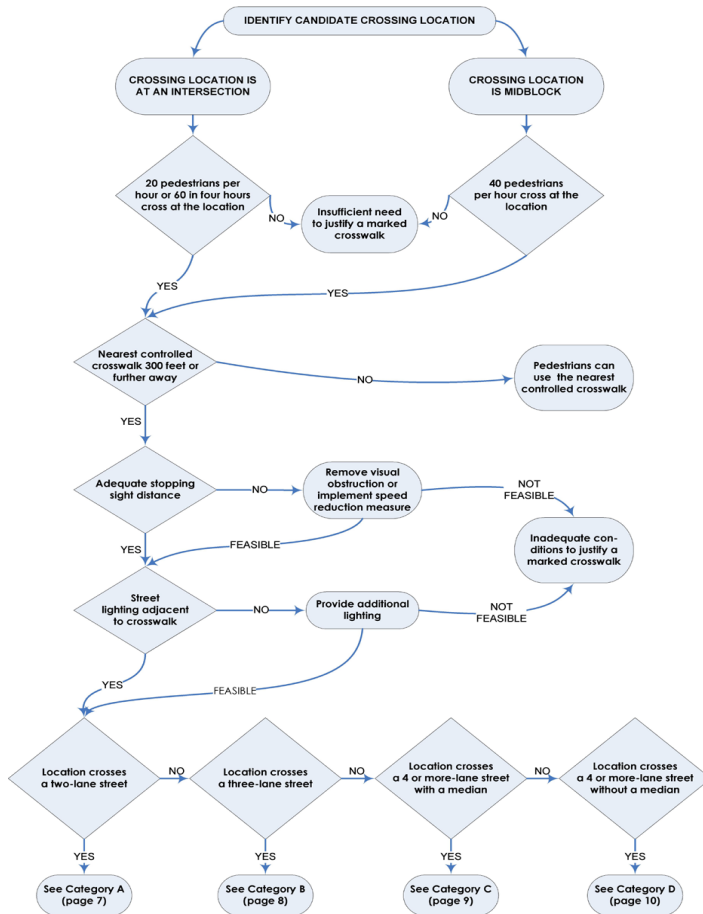 IDENTIFY CANDIDATE CROSSING LOCATION
CROSSING LOCATION IS
AT AN INTERSECTION
CROSSING LOCATION
IS MIDBLOCK
20 pedestrians per
hour or 60 in four hours
cross at the location
NO
Insufficient need
to justify a marked
crosswalk
NO
40 pedestrians
per hour cross at the
location
YES
YES
Nearest controlled
crosswalk 300 feet or
further away
NO
Pedestrians can
use the nearest
controlled crosswalk
YES
Adequate stopping
sight distance
NO
Remove visual
obstruction or
implement speed
reduction measure
NOT
FEASIBLE
Inadequate con-
ditions to justify a
marked crosswalk
YES
FEASIBLE
Street
lighting adjacent
to crosswalk
NO
Provide additional
lighting
NOT
FEASIBLE
YES
FEASIBLE
Location crosses
a two-lane street
NO
Location crosses
a three-lane street
NO
Location crosses
a 4 or more-lane street
with a median
NO
Location crosses
a 4 or more-lane street
without a median
YES
YES
YES
YES
See Category A
(page 7)
See Category B
(page 8)
See Category C
(page 9)
See Category D
(page 10)